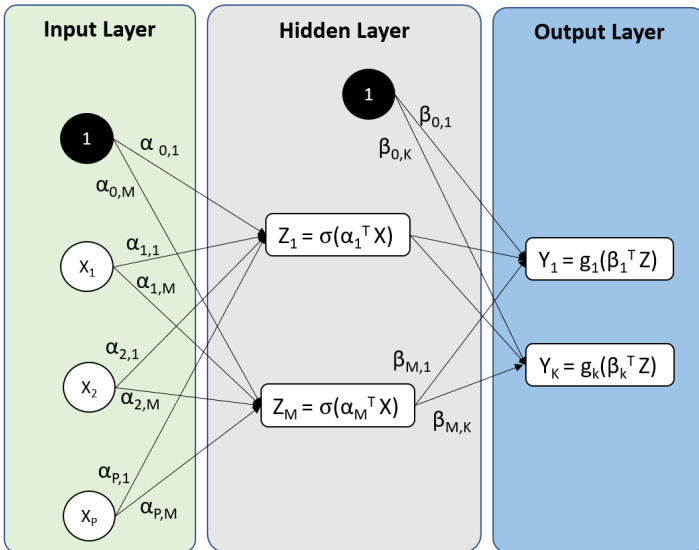 Input Layer
Hidden Layer
Output Layer
1
1
α 0,1
α0,M
β0,1
β0,K
X1
α1,1
α1,M
Z1 = σ(α1ᵀ X)
Y1 = g1(β1ᵀ Z)
X2
α2,1
α2,M
ZM = σ(αMᵀ X)
βM,1
βM,K
YK = gk(βkᵀ Z)
XP
αP,1
αP,M